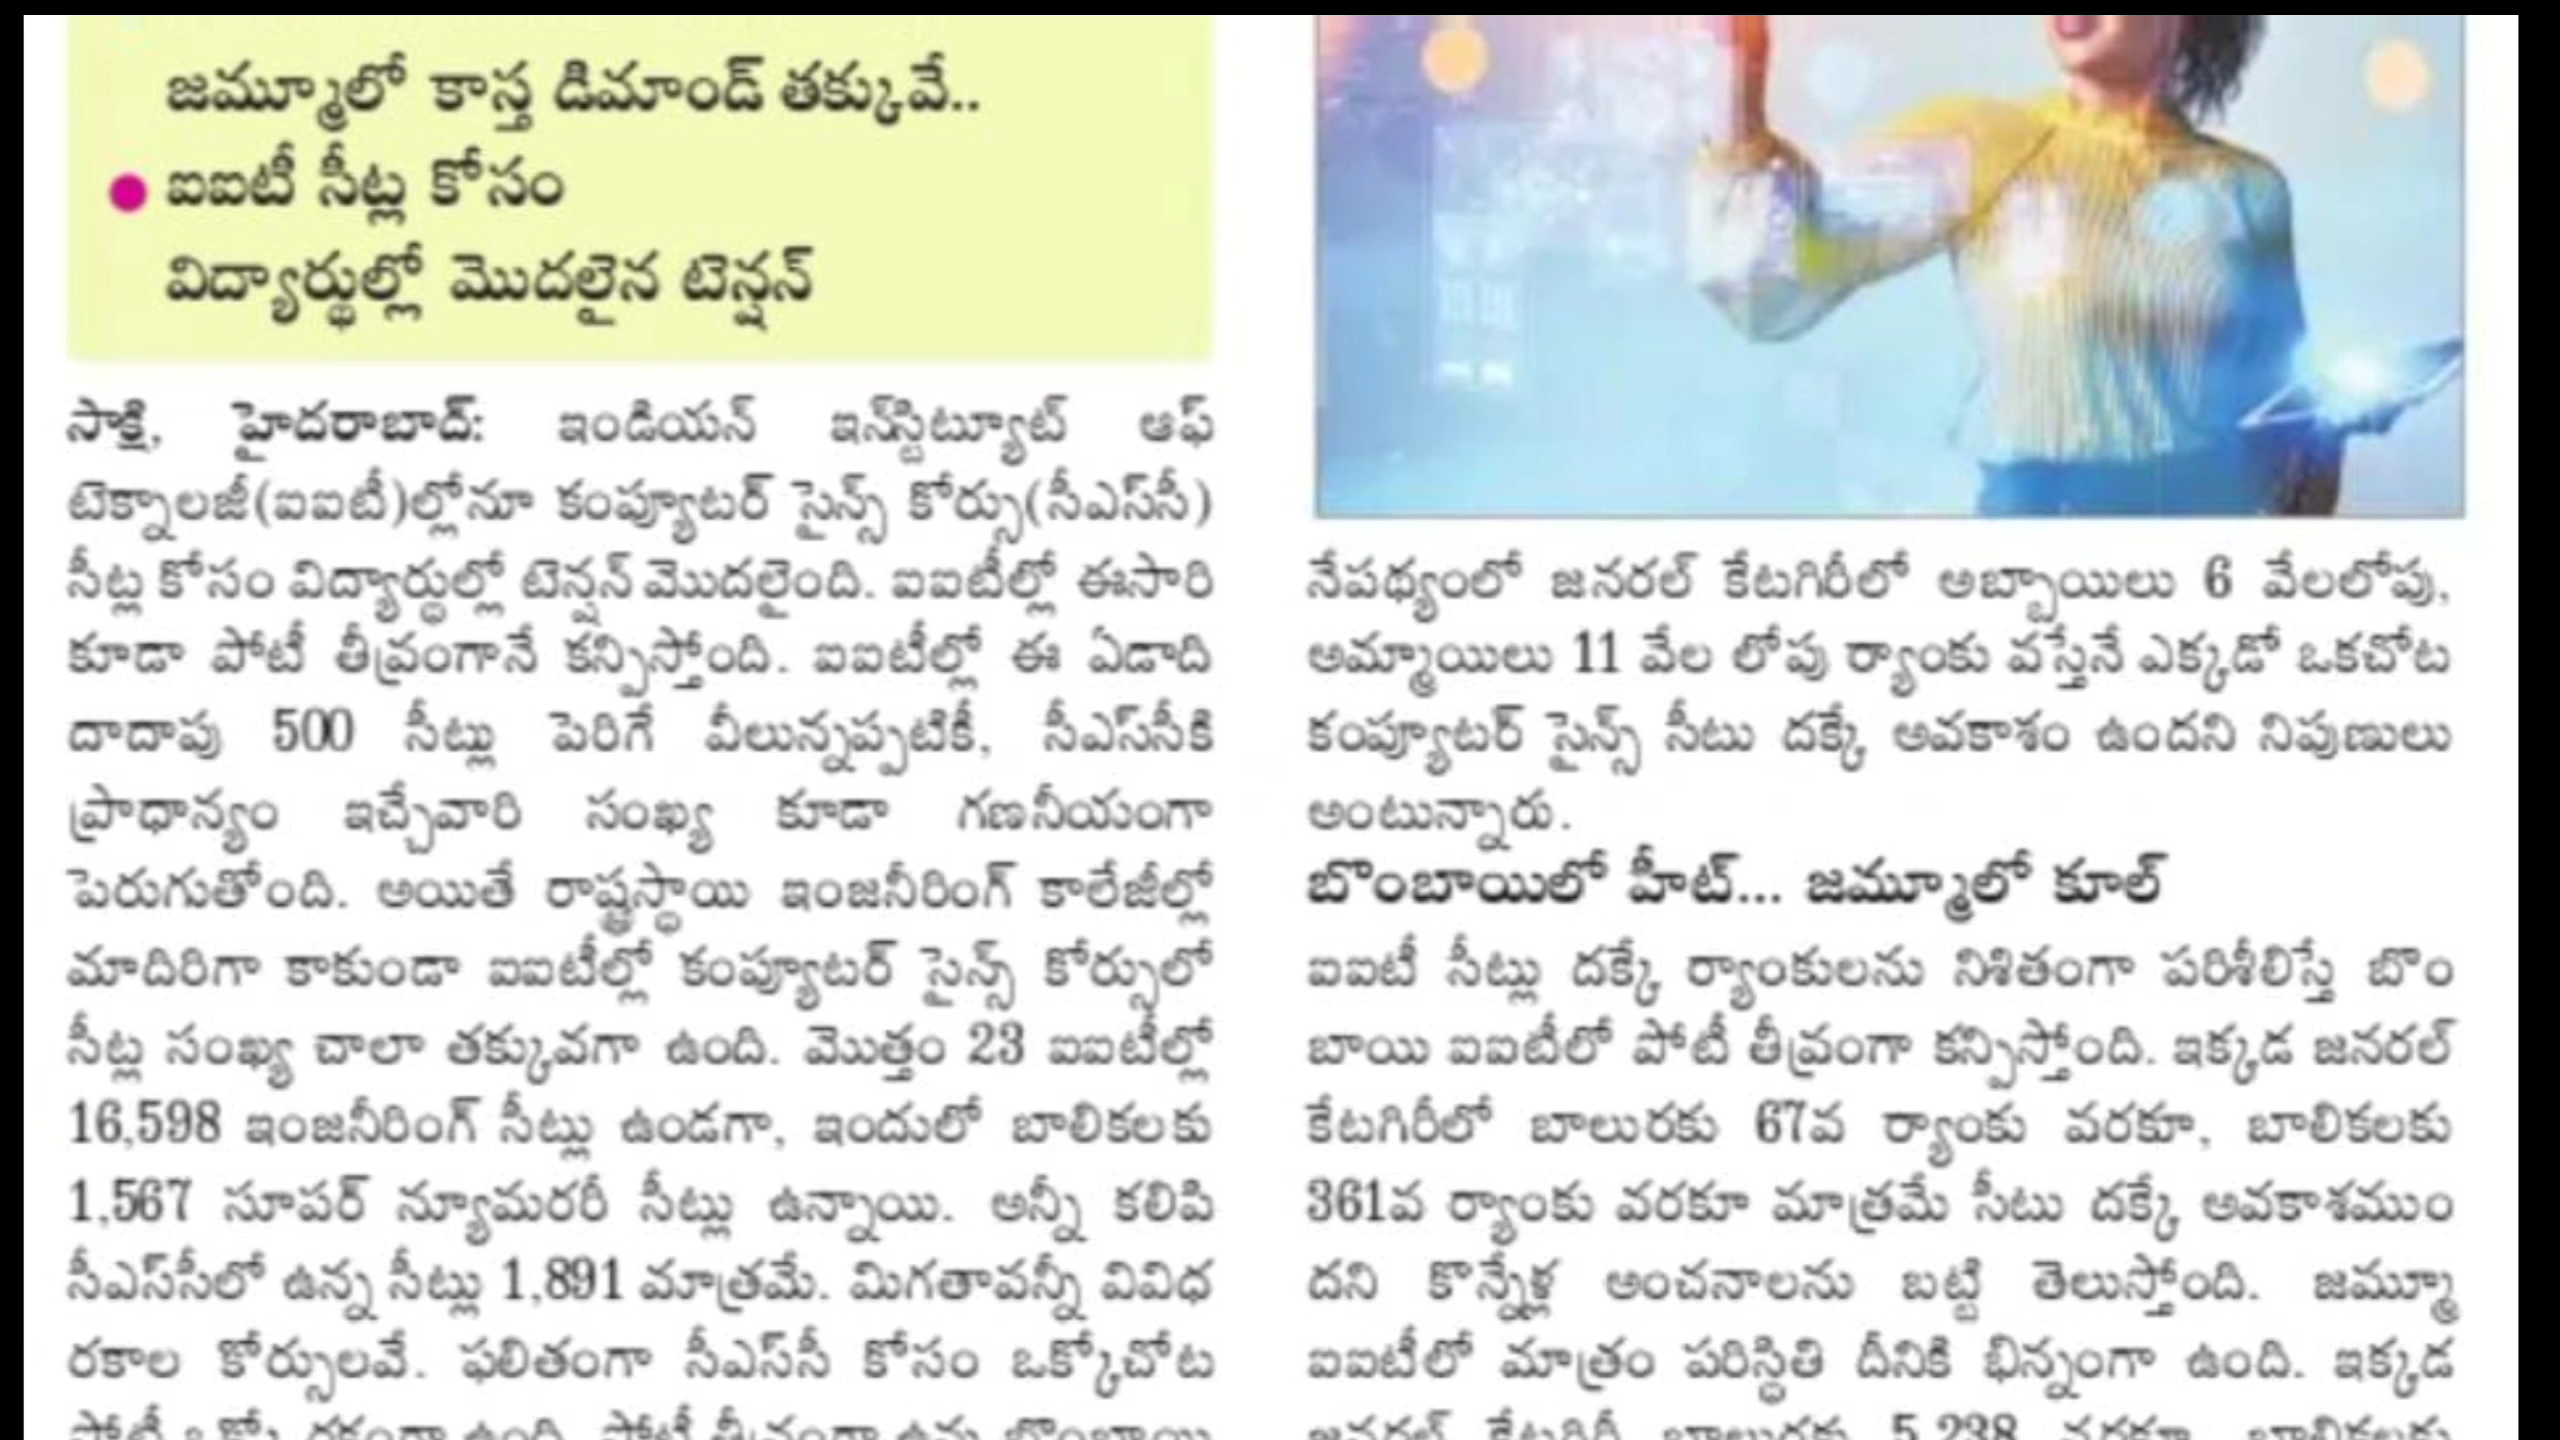 జమ్మూలో కాస్త డిమాండ్ తక్కువే..
ఐఐటీ సీట్ల కోసం
విద్యార్థుల్లో మొదలైన టెన్షన్
సాక్షి, హైదరాబాద్: ఇండియన్ ఇన్‌స్టిట్యూట్ ఆఫ్
టెక్నాలజీ(ఐఐటీ)ల్లోనూ కంప్యూటర్ సైన్స్ కోర్సు(సీఎస్‌సీ)
సీట్ల కోసం విద్యార్థుల్లో టెన్షన్ మొదలైంది. ఐఐటీల్లో ఈసారి
కూడా పోటీ తీవ్రంగానే కన్పిస్తోంది. ఐఐటీల్లో ఈ ఏడాది
దాదాపు 500 సీట్లు పెరిగే వీలున్నప్పటికీ, సీఎస్‌సీకి
ప్రాధాన్యం ఇచ్చేవారి సంఖ్య కూడా గణనీయంగా
పెరుగుతోంది. అయితే రాష్ట్రస్థాయి ఇంజనీరింగ్ కాలేజీల్లో
మాదిరిగా కాకుండా ఐఐటీల్లో కంప్యూటర్ సైన్స్ కోర్సులో
సీట్ల సంఖ్య చాలా తక్కువగా ఉంది. మొత్తం 23 ఐఐటీల్లో
16,598 ఇంజనీరింగ్ సీట్లు ఉండగా, ఇందులో బాలికలకు
1,567 సూపర్ న్యూమరరీ సీట్లు ఉన్నాయి. అన్నీ కలిపి
సీఎస్‌సీలో ఉన్న సీట్లు 1,891 మాత్రమే. మిగతావన్నీ వివిధ
రకాల కోర్సులవే. ఫలితంగా సీఎస్‌సీ కోసం ఒక్కోచోట
నేపథ్యంలో జనరల్ కేటగిరీలో అబ్బాయిలు 6 వేలలోపు,
అమ్మాయిలు 11 వేల లోపు ర్యాంకు వస్తేనే ఎక్కడో ఒకచోట
కంప్యూటర్ సైన్స్ సీటు దక్కే అవకాశం ఉందని నిపుణులు
అంటున్నారు.
బొంబాయిలో హీట్... జమ్మూలో కూల్
ఐఐటీ సీట్లు దక్కే ర్యాంకులను నిశితంగా పరిశీలిస్తే బొం
బాయి ఐఐటీలో పోటీ తీవ్రంగా కన్పిస్తోంది. ఇక్కడ జనరల్
కేటగిరీలో బాలురకు 67వ ర్యాంకు వరకూ, బాలికలకు
361వ ర్యాంకు వరకూ మాత్రమే సీటు దక్కే అవకాశముం
దని కొన్నేళ్ల అంచనాలను బట్టి తెలుస్తోంది. జమ్మూ
ఐఐటీలో మాత్రం పరిస్థితి దీనికి భిన్నంగా ఉంది. ఇక్కడ